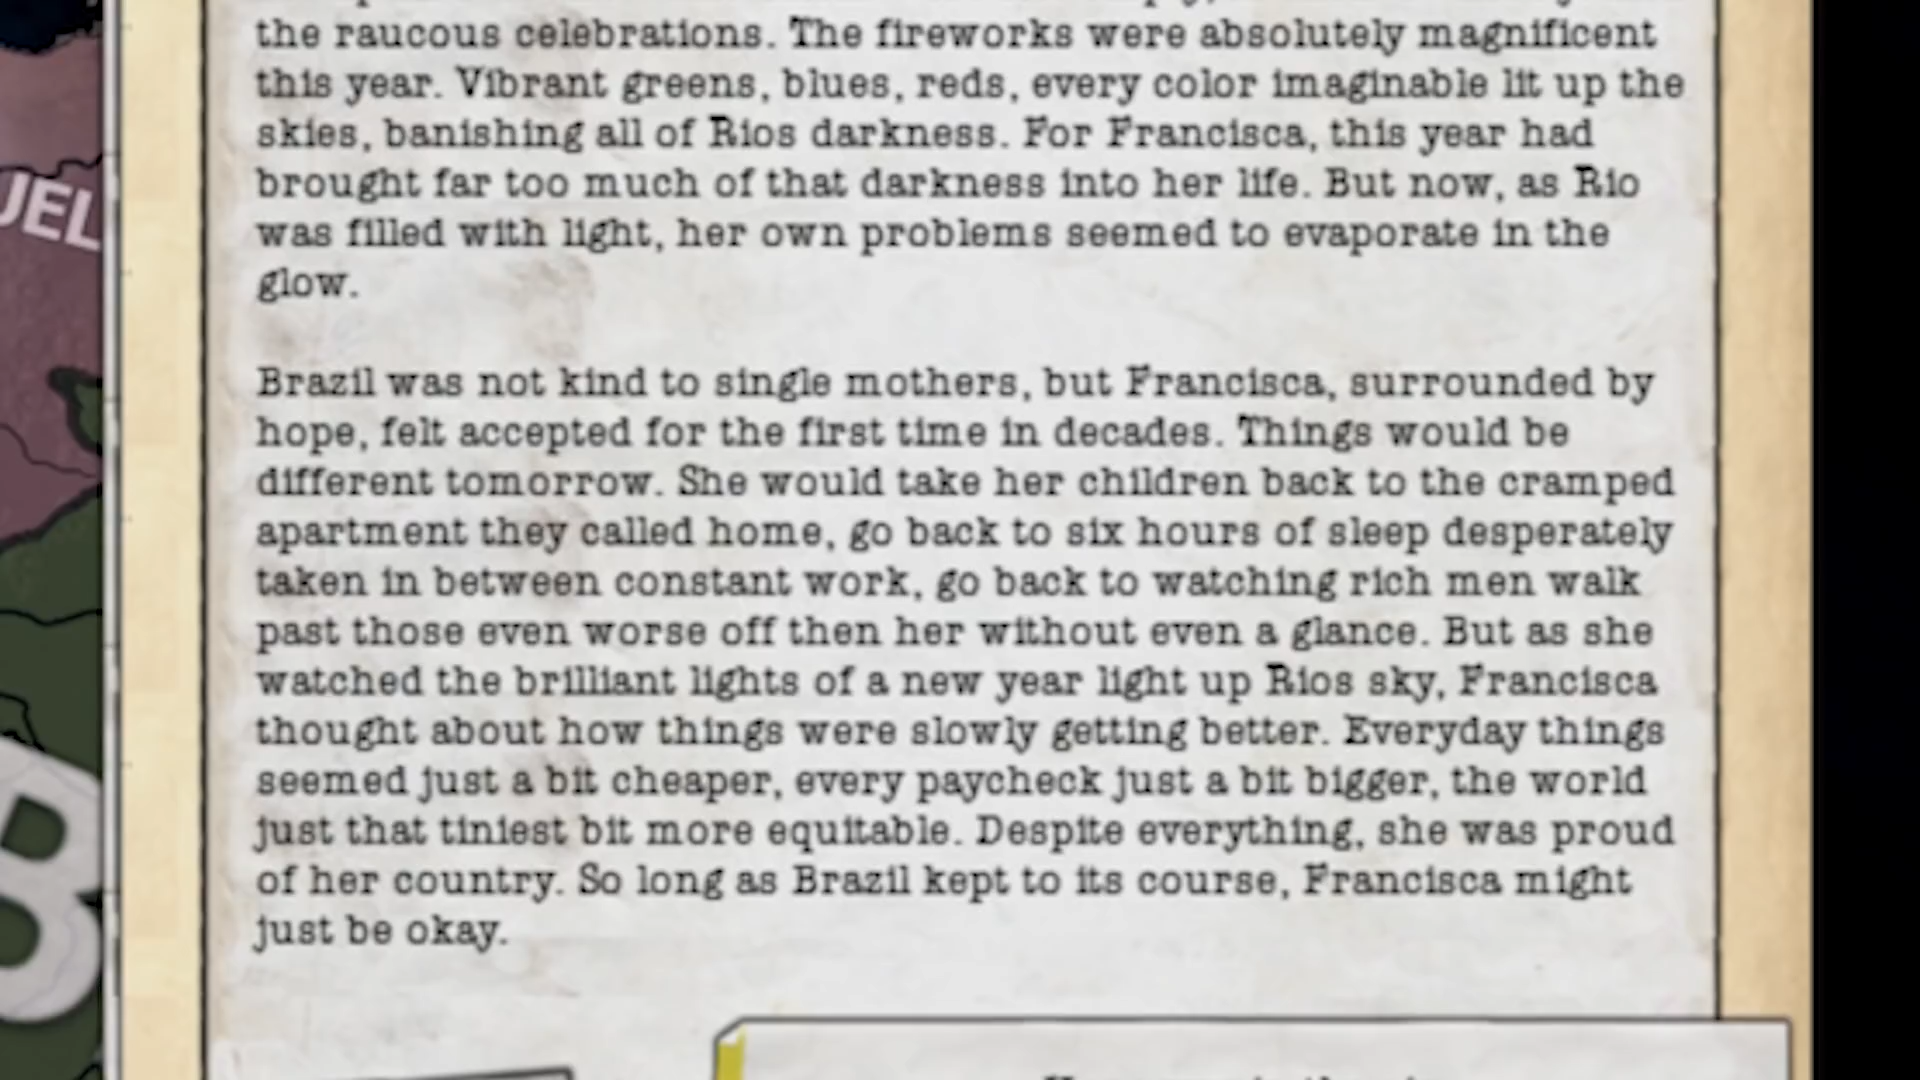 the raucous celebrations. The fireworks were absolutely magnificent
this year. Vibrant greens, blues, reds, every color imaginable lit up the
skies, banishing all of Rios darkness. For Francisca, this year had
brought far too much of that darkness into her life. But now, as Rio
was filled with light, her own problems seemed to evaporate in the
glow.
Brazil was not kind to single mothers, but Francisca, surrounded by
hope, felt accepted for the first time in decades. Things would be
different tomorrow. She would take her children back to the cramped
apartment they called home, go back to six hours of sleep desperately
taken in between constant work, go back to watching rich men walk
past those even worse off then her without even a glance. But as she
watched the brilliant lights of a new year light up Rios sky, Francisca
thought about how things were slowly getting better. Everyday things
seemed just a bit cheaper, every paycheck just a bit bigger, the world
just that tiniest bit more equitable. Despite everything, she was proud
of her country. So long as Brazil kept to its course, Francisca might
just be okay.
UEL
B